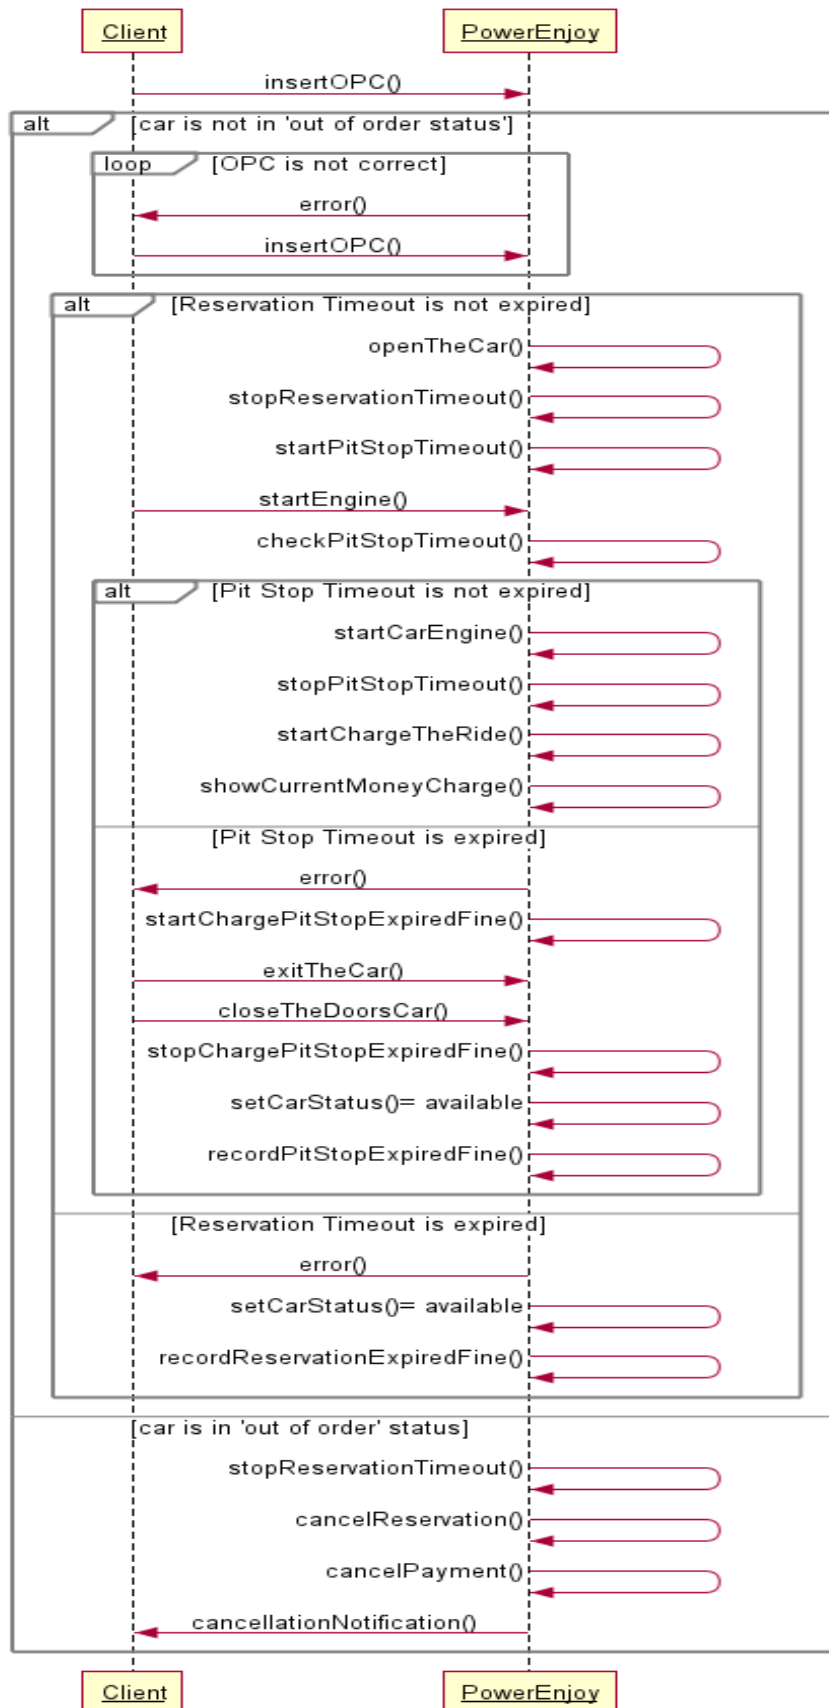 Client PowerEnjoy
insertOPC()
alt [car is not in 'out of order status']
loop [OPC is not correct]
error()
insertOPC()
alt [Reservation Timeout is not expired]
openTheCar()
stopReservationTimeout()
startPitStopTimeout()
startEngine()
checkPitStopTimeout()
alt [Pit Stop Timeout is not expired]
startCarEngine()
stopPitStopTimeout()
startChargeTheRide()
showCurrentMoneyCharge()
[Pit Stop Timeout is expired]
error()
startChargePitStopExpiredFine()
exitTheCar()
closeTheDoorsCar()
stopChargePitStopExpiredFine()
setCarStatus()= available
recordPitStopExpiredFine()
[Reservation Timeout is expired]
error()
setCarStatus()= available
recordReservationExpiredFine()
[car is in 'out of order' status]
stopReservationTimeout()
cancelReservation()
cancelPayment()
cancellationNotification()
Client PowerEnjoy